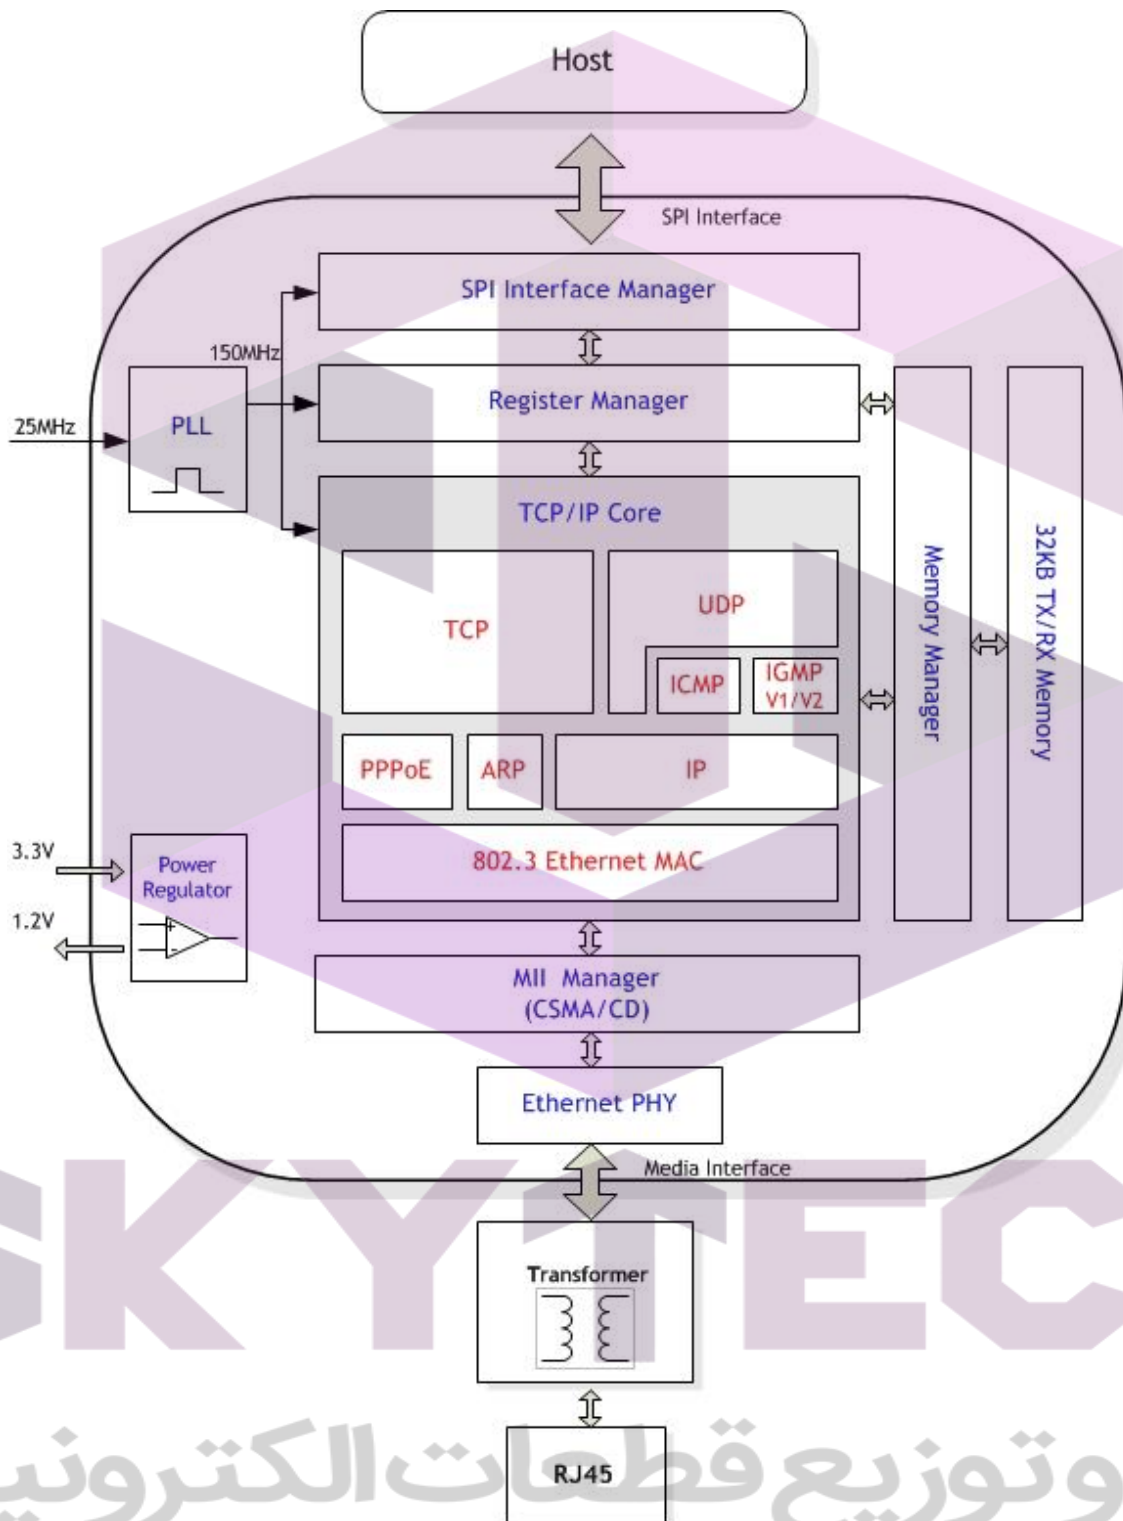 Host
SPI Interface
SPI Interface Manager
150MHz
Register Manager
25MHz
PLL
TCP/IP Core
TCP
UDP
ICMP
IGMP
V1/V2
Memory Manager
32KB TX/RX Memory
PPPoE
ARP
IP
802.3 Ethernet MAC
3.3V
Power
Regulator
1.2V
+
-
MII Manager
(CSMA/CD)
Ethernet PHY
Media Interface
SKYTEC
Transformer
و توزیع قطعات
RJ45